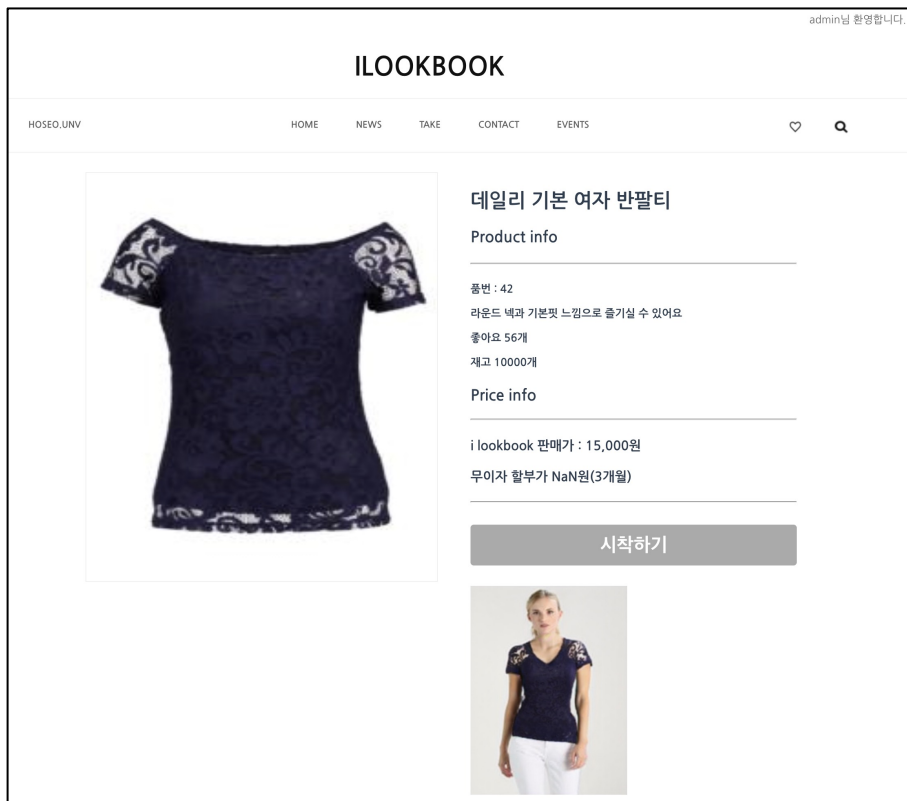 admin님 환영합니다.
ILOOKBOOK
HOSEO.UNV HOME NEWS TAKE CONTACT EVENTS
데일리 기본 여자 반팔티
Product info
품번 : 42
라운드 넥과 기본핏 느낌으로 즐기실 수 있어요
좋아요 56개
재고 10000개
Price info
i lookbook 판매가 : 15,000원
무이자 할부가 NaN원(3개월)
시착하기